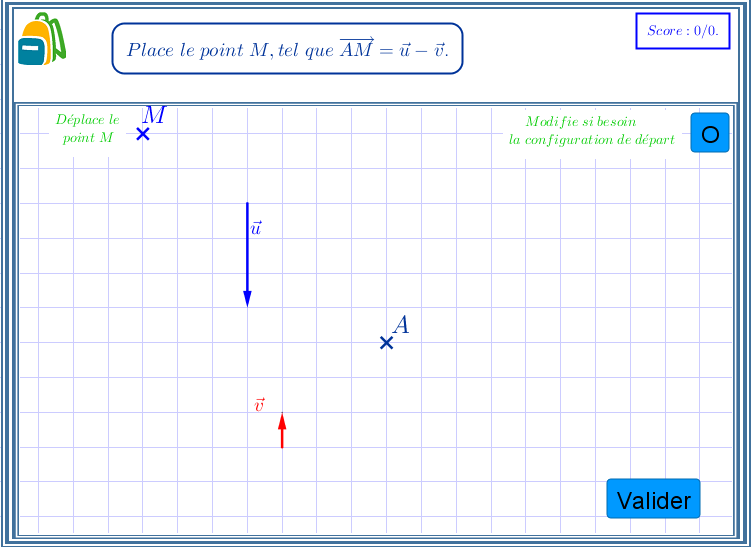 Place le point M, tel que $\overrightarrow{AM} = \vec{u} - \vec{v}$.
Score : 0/0.
Déplace le
point M
M
Modifie si besoin
la configuration de départ
O
$\vec{u}$
A
$\vec{v}$
Valider